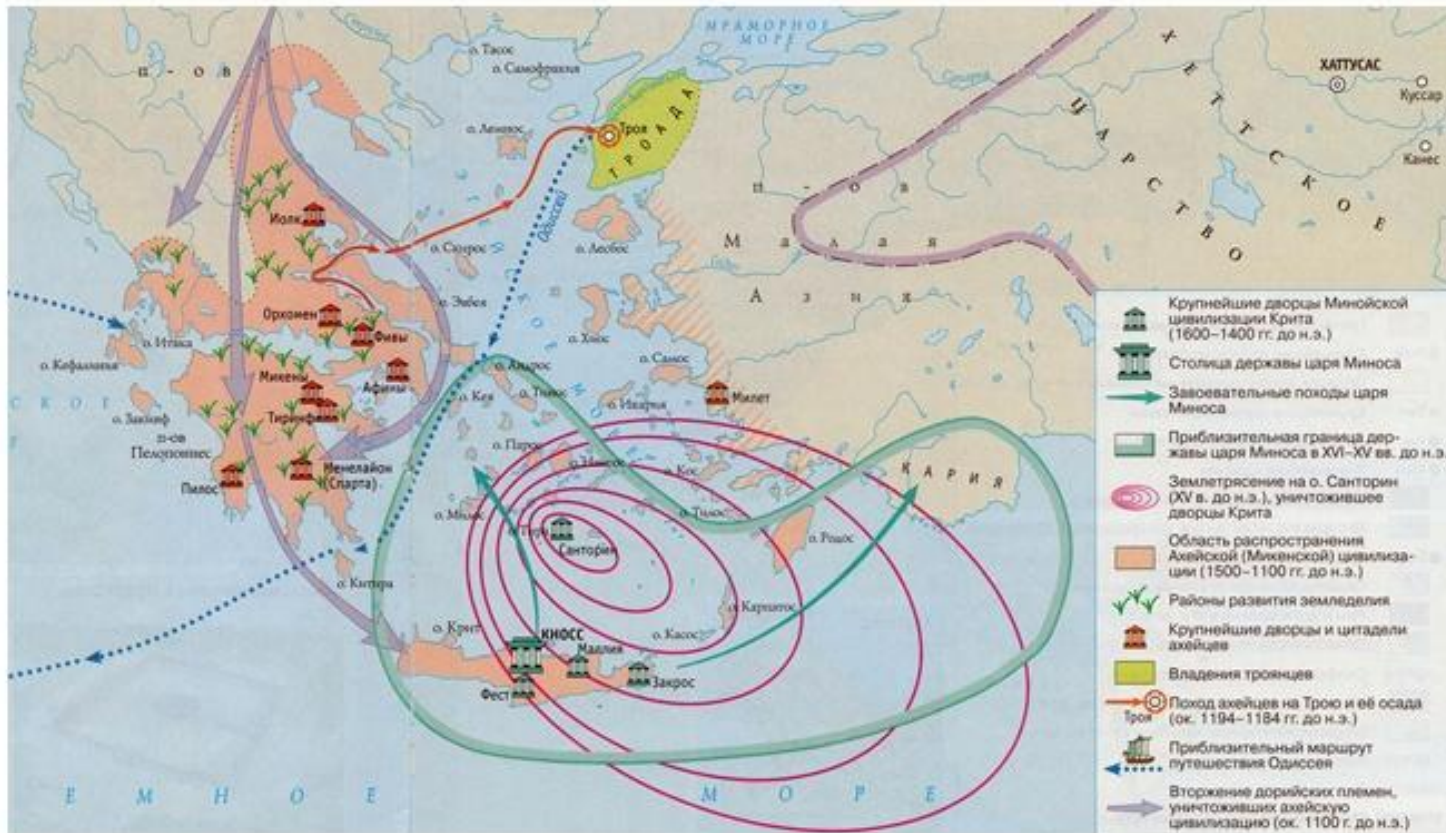 МРАМОРНОЕ
МОРЕ
о. Тасос
о. Самофракия
П - О В
ХЕТТСКОЕ
ЦАРСТВО
ХАТТУСАС
Куссар
Канес
о. Лемнос
Троя
ТРОАДА
п - о в
Малая
Азия
Одиссей
Иолк
о. Скирос
о. Лесбос
о. Эвбея
Орхомен
Фивы
о. Итака
о. Кефалления
о. Хиос
о. Самос
Микены
Афины
о. Андрос
о. Кея
о. Тинос
о. Икария
Милет
Тиринф
о. Закинф
п-ов
Пелопоннес
о. Парос
о. Наксос
о. Кос
КАРИЯ
Менелайон
(Спарта)
Пилос
о. Милос
о. Тилос
о. Родос
Санторин
о. Китира
о. Карпатос
о. Крит
КНОСС
о. Касос
Маллия
Закрос
Фест
ЕМНОЕ МОРЕ
Крупнейшие дворцы Минойской
цивилизации Крита
(1600–1400 гг. до н.э.)
Столица державы царя Миноса
Завоевательные походы царя
Миноса
Приблизительная граница дер-
жавы царя Миноса в XVI–XV вв. до н.э.
Землетрясение на о. Санторин
(XV в. до н.э.), уничтожившее
дворцы Крита
Область распространения
Ахейской (Микенской) цивилиза-
ции (1500–1100 гг. до н.э.)
Районы развития земледелия
Крупнейшие дворцы и цитадели
ахейцев
Владения троянцев
Поход ахейцев на Трою и её осада
(ок. 1194–1184 гг. до н.э.)
Троя
Приблизительный маршрут
путешествия Одиссея
Вторжение дорийских племен,
уничтоживших ахейскую
цивилизацию (ок. 1100 г. до н.э.)